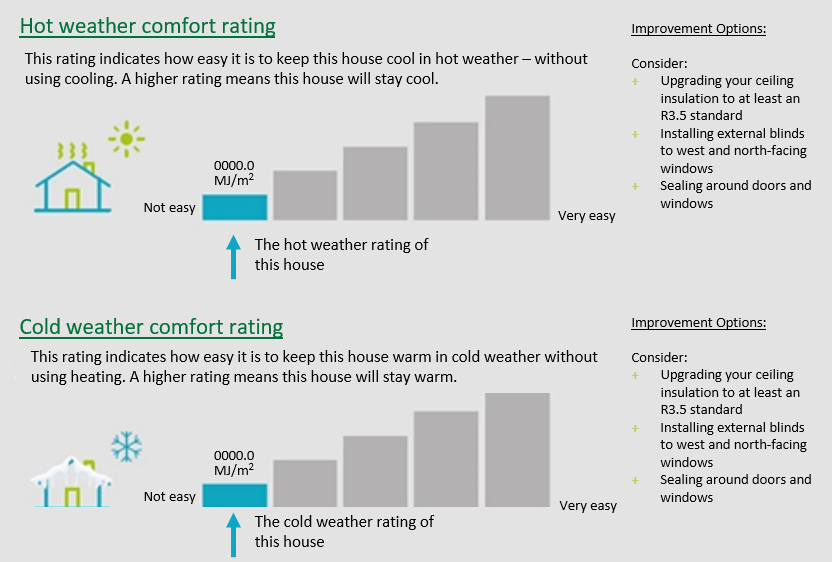 Hot weather comfort rating
This rating indicates how easy it is to keep this house cool in hot weather – without
using cooling. A higher rating means this house will stay cool.
0000.0
MJ/m²
Not easy
Very easy
The hot weather rating of
this house
Improvement Options:
Consider:
+ Upgrading your ceiling
insulation to at least an
R3.5 standard
+ Installing external blinds
to west and north-facing
windows
+ Sealing around doors and
windows
Cold weather comfort rating
This rating indicates how easy it is to keep this house warm in cold weather without
using heating. A higher rating means this house will stay warm.
0000.0
MJ/m²
Not easy
Very easy
The cold weather rating of
this house
Improvement Options:
Consider:
+ Upgrading your ceiling
insulation to at least an
R3.5 standard
+ Installing external blinds
to west and north-facing
windows
+ Sealing around doors and
windows